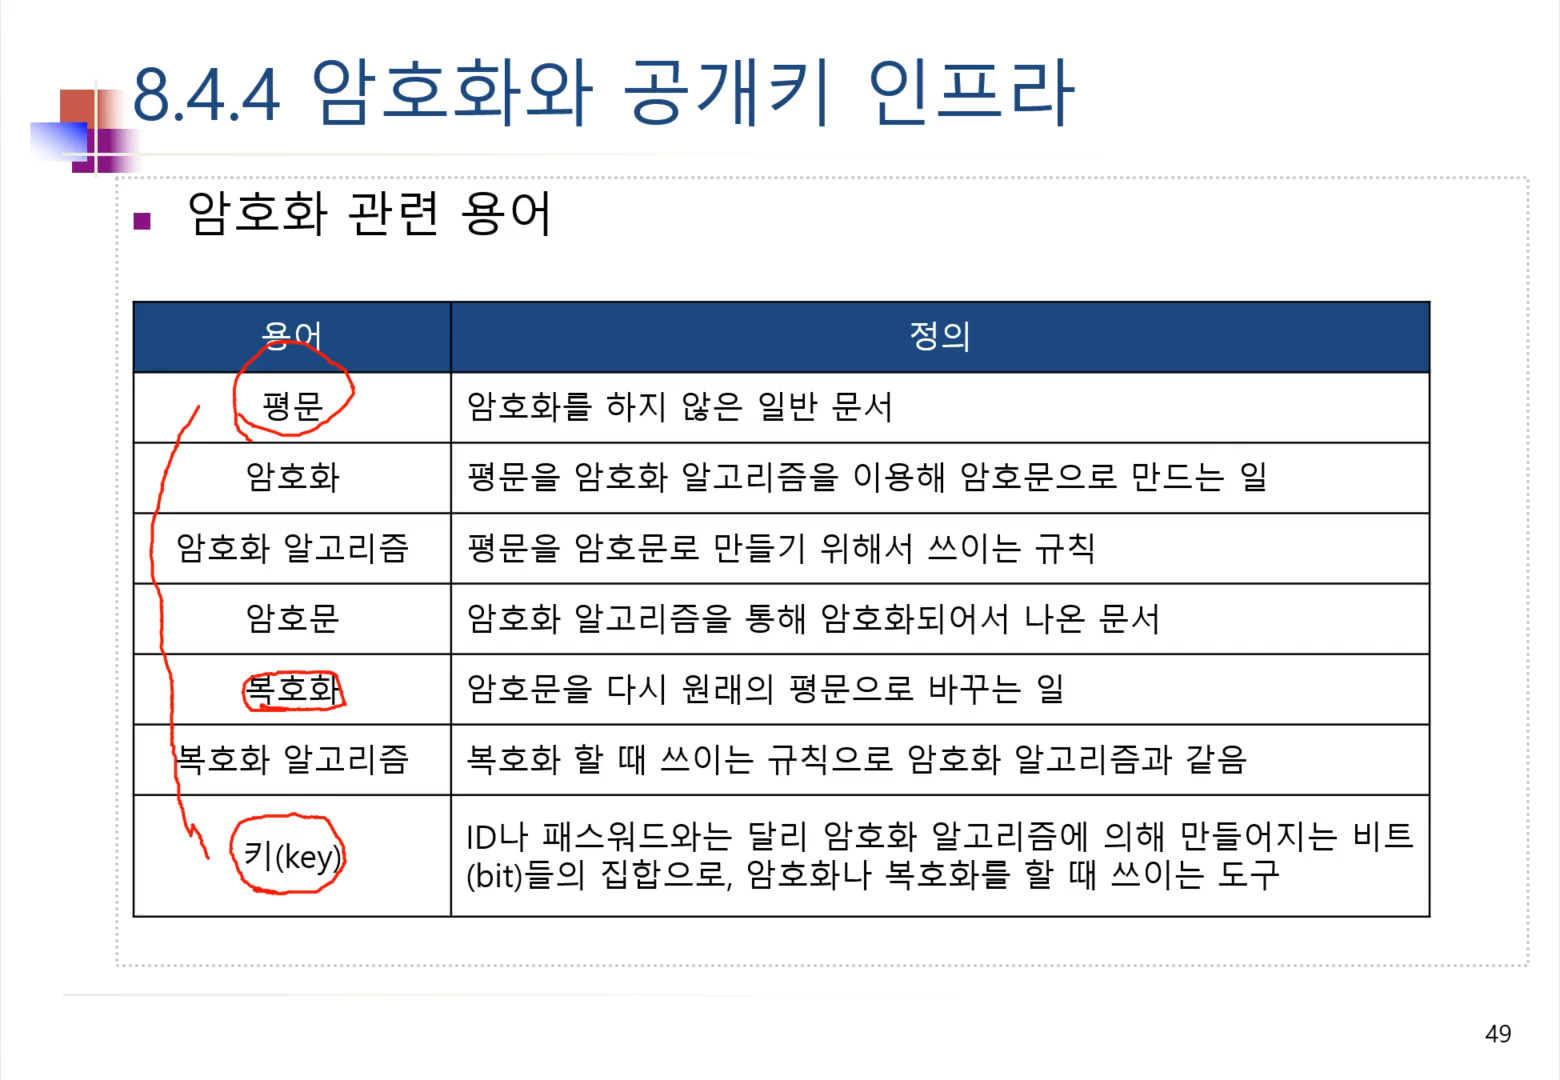 8.4.4 암호화와 공개키 인프라
암호화 관련 용어
용어 정의
평문 암호화를 하지 않은 일반 문서
암호화 평문을 암호화 알고리즘을 이용해 암호문으로 만드는 일
암호화 알고리즘 평문을 암호문로 만들기 위해서 쓰이는 규칙
암호문 암호화 알고리즘을 통해 암호화되어서 나온 문서
복호화 암호문을 다시 원래의 평문으로 바꾸는 일
복호화 알고리즘 복호화 할 때 쓰이는 규칙으로 암호화 알고리즘과 같음
키(key) ID나 패스워드와는 달리 암호화 알고리즘에 의해 만들어지는 비트
(bit)들의 집합으로, 암호화나 복호화를 할 때 쓰이는 도구
49